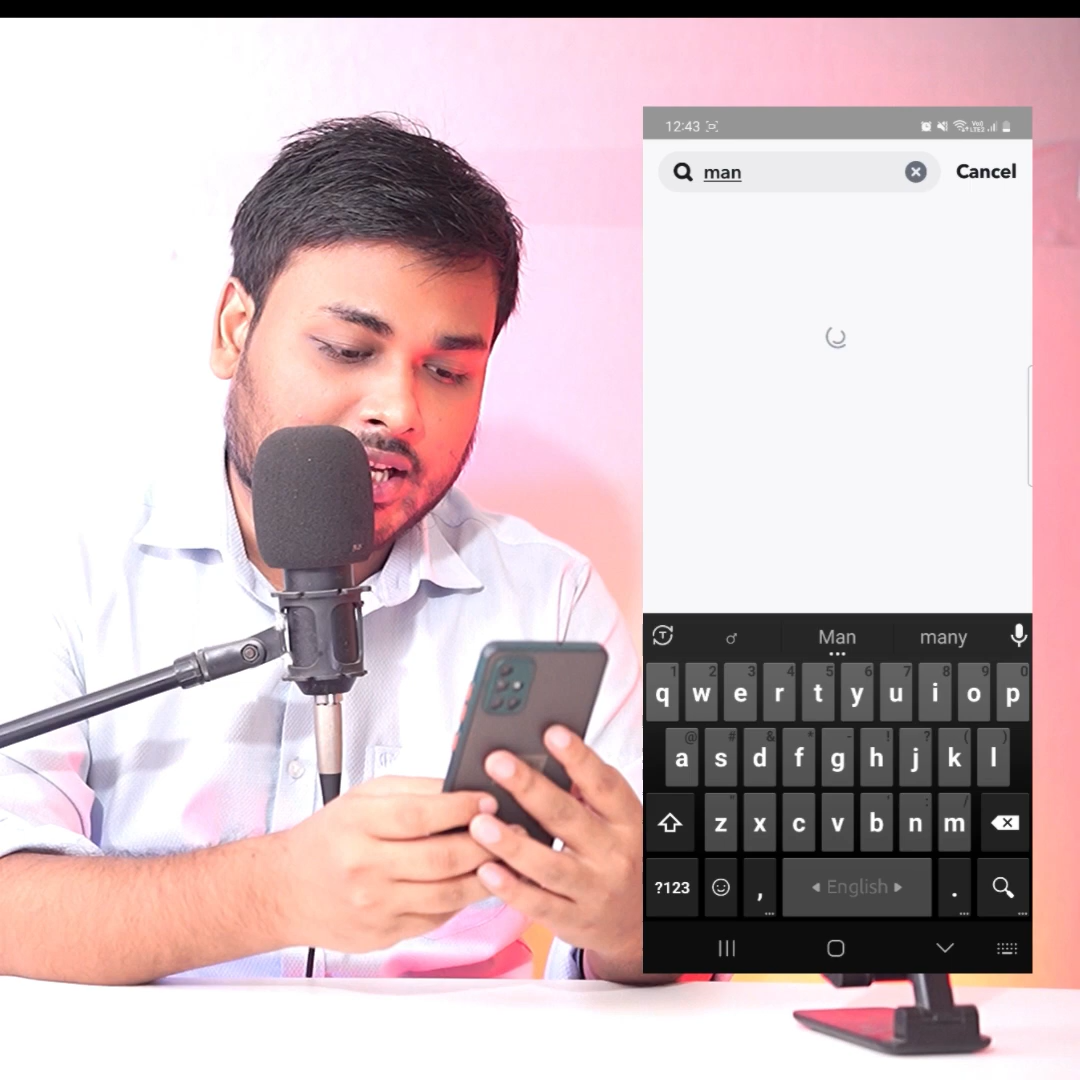 12:43
man
Cancel
Man many
1 2 3 4 5 6 7 8 9 0
q w e r t y u i o p
@ # & * - ! ? ( )
a s d f g h j k l
z x c v b n m
?123 , English .